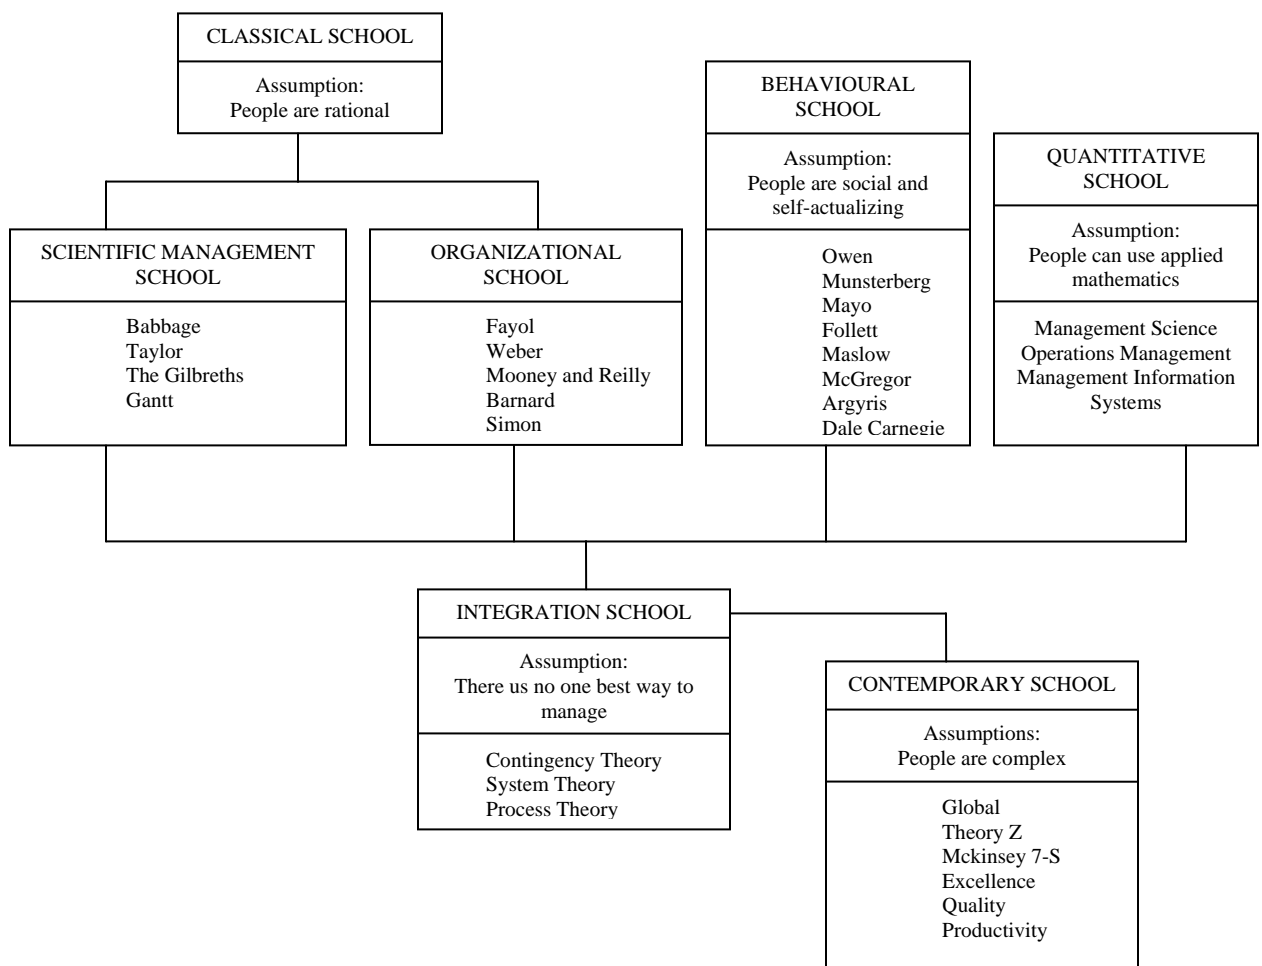 CLASSICAL SCHOOL
Assumption:
People are rational
BEHAVIOURAL
SCHOOL
Assumption:
People are social and
self-actualizing
Owen
Munsterberg
Mayo
Follett
Maslow
McGregor
Argyris
Dale Carnegie
QUANTITATIVE
SCHOOL
Assumption:
People can use applied
mathematics
Management Science
Operations Management
Management Information
Systems
SCIENTIFIC MANAGEMENT
SCHOOL
Babbage
Taylor
The Gilbreths
Gantt
ORGANIZATIONAL
SCHOOL
Fayol
Weber
Mooney and Reilly
Barnard
Simon
INTEGRATION SCHOOL
Assumption:
There us no one best way to
manage
Contingency Theory
System Theory
Process Theory
CONTEMPORARY SCHOOL
Assumptions:
People are complex
Global
Theory Z
Mckinsey 7-S
Excellence
Quality
Productivity